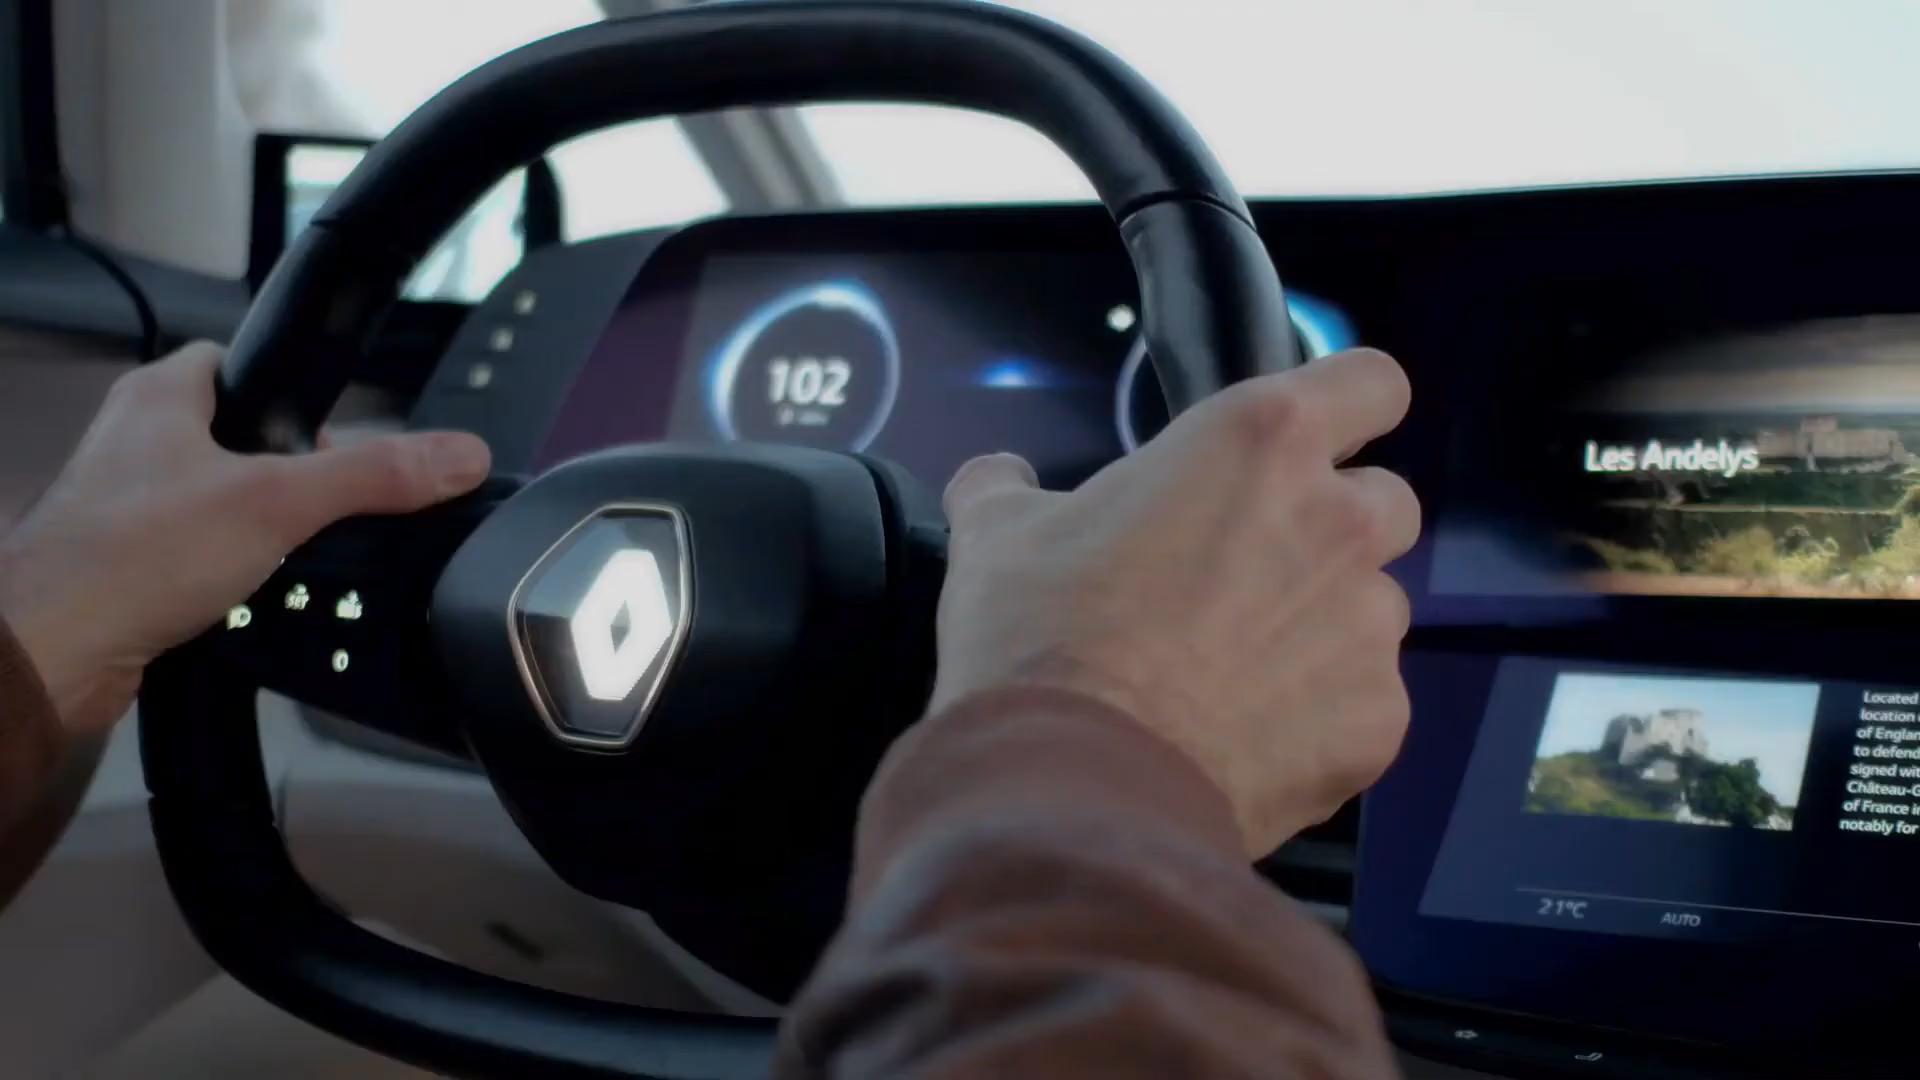 102
Les Andelys
SET
0
Located
location
of Englan
to defend
signed wit
Château-G
of France i
notably for
21°C
AUTO